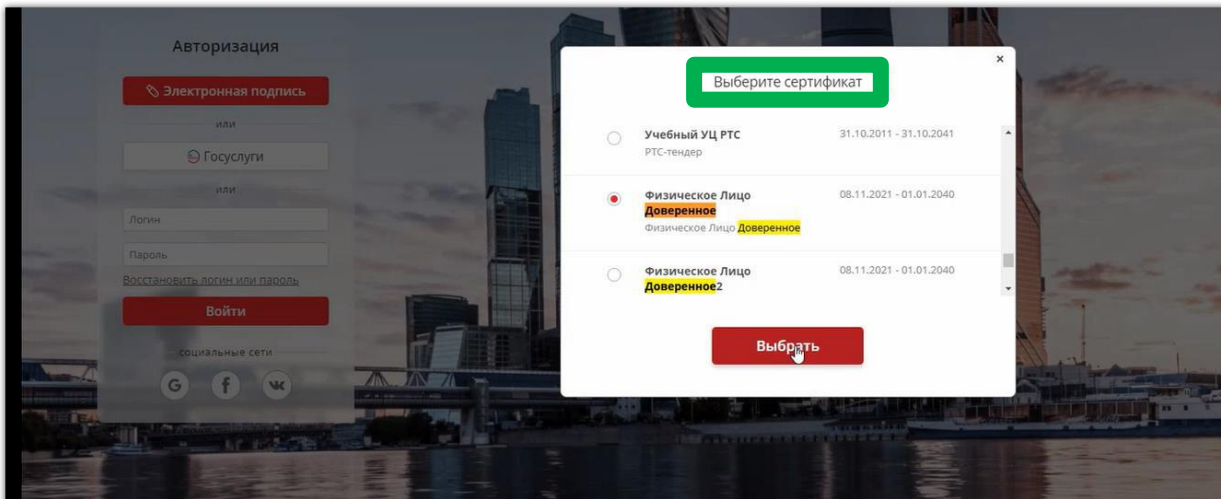 Авторизация
Электронная подпись
или
Госуслуги
или
Логин
Пароль
Восстановить логин или пароль
Войти
социальные сети
G f
Выберите сертификат
×
Учебный УЦ РТС 31.10.2011 - 31.10.2041
РТС-тендер
Физическое Лицо 08.11.2021 - 01.01.2040
Доверенное
Физическое Лицо Доверенное
Физическое Лицо 08.11.2021 - 01.01.2040
Доверенное2
Выбрать